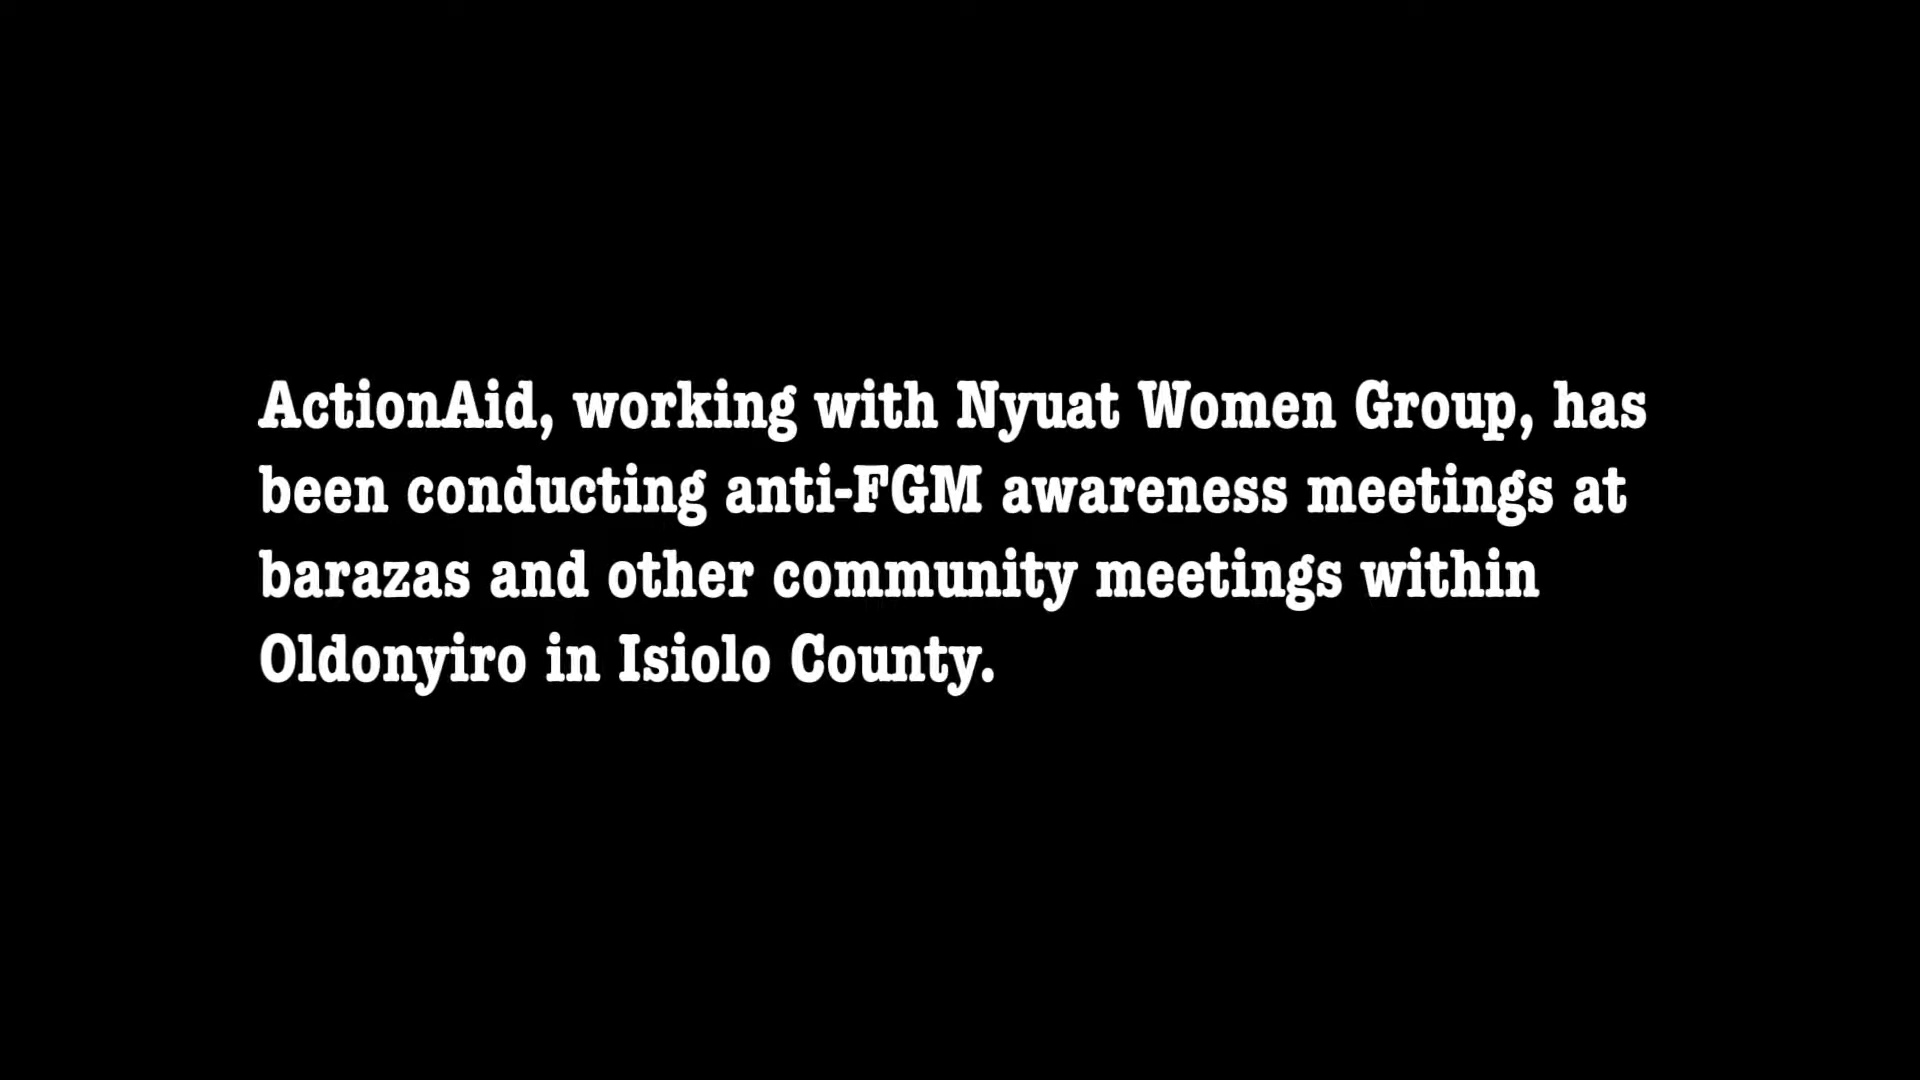 ActionAid, working with Nyuat Women Group, has
been conducting anti-FGM awareness meetings at
barazas and other community meetings within
Oldonyiro in Isiolo County.